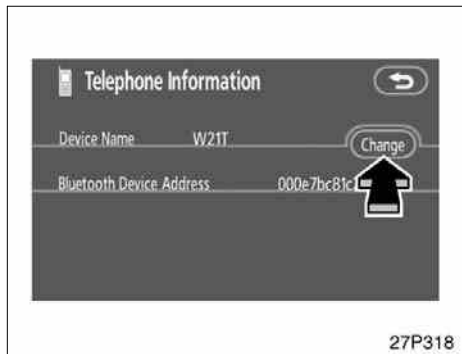 Telephone Information
Device Name W21T Change
Bluetooth Device Address 000e7bc81c
27P318